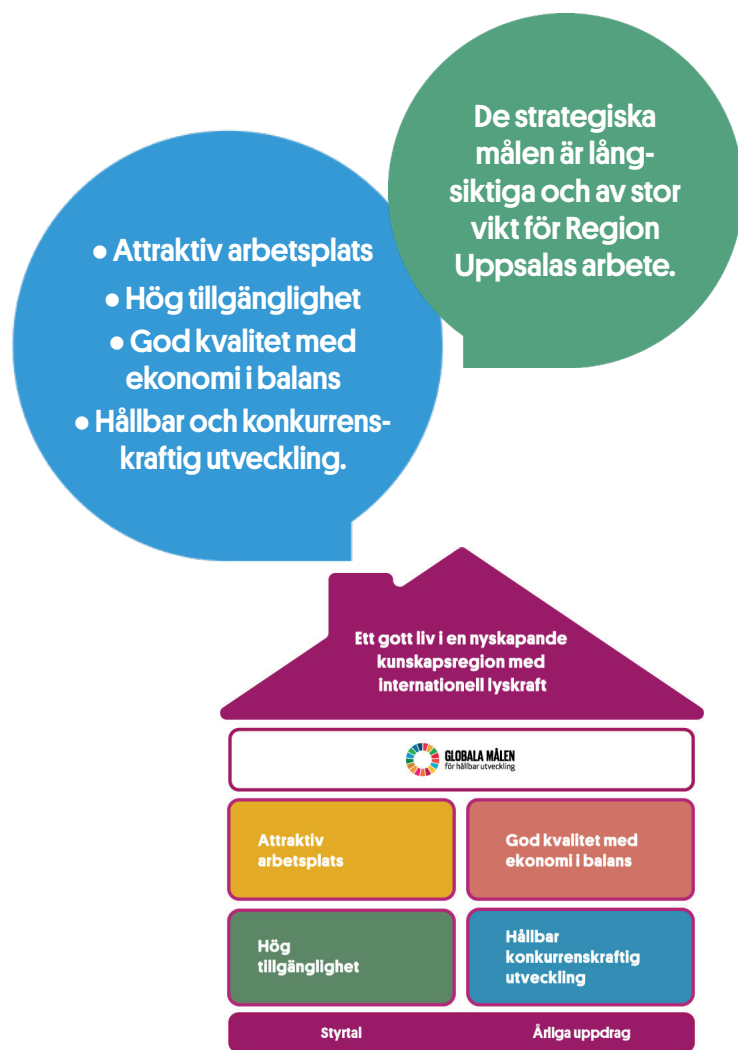 De strategiska
målen är lång-
siktiga och av stor
vikt för Region
Uppsalas arbete.
• Attraktiv arbetsplats
• Hög tillgänglighet
• God kvalitet med
ekonomi i balans
• Hållbar och konkurrens-
kraftig utveckling.
Ett gott liv i en nyskapande
kunskapsregion med
internationell lyskraft
GLOBALA MÅLEN
för hållbar utveckling
Attraktiv
arbetsplats
God kvalitet med
ekonomi i balans
Hög
tillgänglighet
Hållbar
konkurrenskraftig
utveckling
Styrtal
Årliga uppdrag